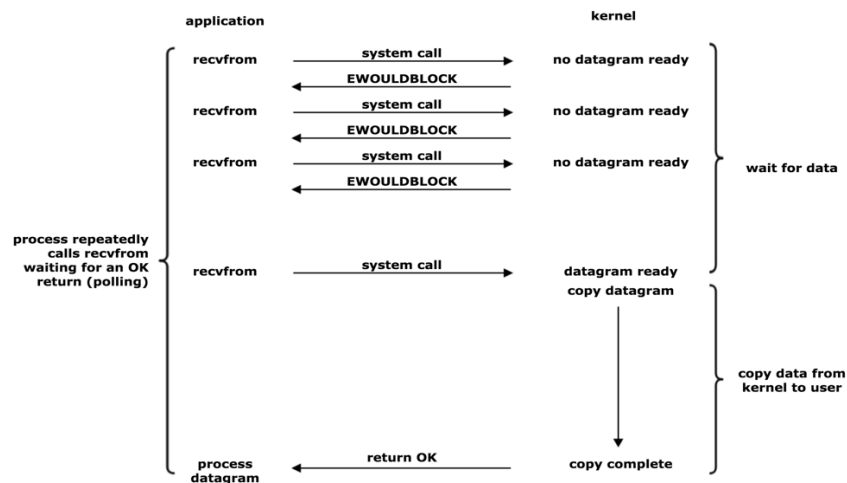 application
kernel
recvfrom
system call
no datagram ready
EWOULDBLOCK
recvfrom
system call
no datagram ready
EWOULDBLOCK
recvfrom
system call
no datagram ready
EWOULDBLOCK
wait for data
process repeatedly
calls recvfrom
waiting for an OK
return (polling)
recvfrom
system call
datagram ready
copy datagram
copy data from
kernel to user
process
datagram
return OK
copy complete